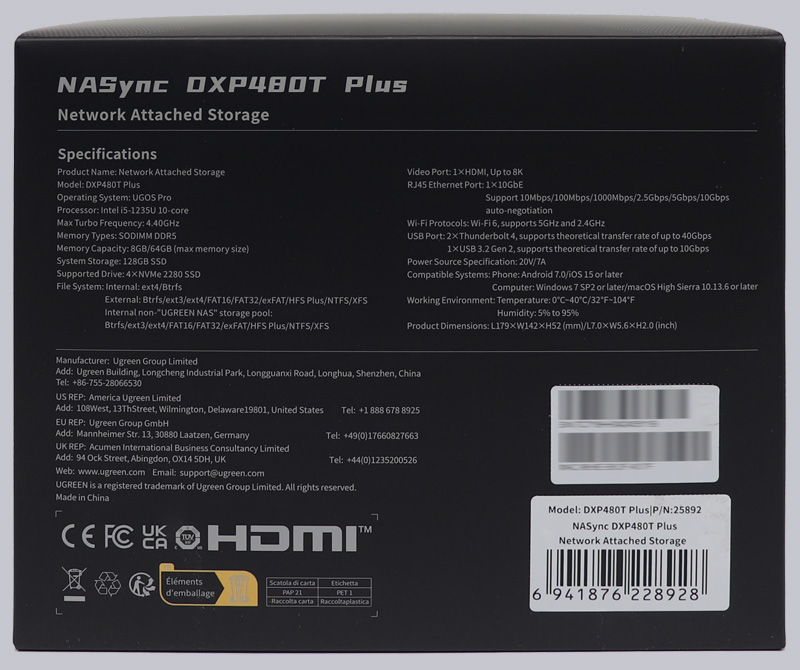 NASync DXP480T Plus
Network Attached Storage
Specifications
Product Name: Network Attached Storage
Model: DXP480T Plus
Operating System: UGOS Pro
Processor: Intel i5-1235U 10-core
Max Turbo Frequency: 4.40GHz
Memory Types: SODIMM DDR5
Memory Capacity: 8GB/64GB (max memory size)
System Storage: 128GB SSD
Supported Drive: 4×NVMe 2280 SSD
File System: Internal: ext4/Btrfs
External: Btrfs/ext3/ext4/FAT16/FAT32/exFAT/HFS Plus/NTFS/XFS
Internal non-"UGREEN NAS" storage pool:
Btrfs/ext3/ext4/FAT16/FAT32/exFAT/HFS Plus/NTFS/XFS
Video Port: 1×HDMI, Up to 8K
RJ45 Ethernet Port: 1×10GbE
Support 10Mbps/100Mbps/1000Mbps/2.5Gbps/5Gbps/10Gbps
auto-negotiation
Wi-Fi Protocols: Wi-Fi 6, supports 5GHz and 2.4GHz
USB Port: 2×Thunderbolt 4, supports theoretical transfer rate of up to 40Gbps
1×USB 3.2 Gen 2, supports theoretical transfer rate of up to 10Gbps
Power Source Specification: 20V/7A
Compatible Systems: Phone: Android 7.0/iOS 15 or later
Computer: Windows 7 SP2 or later/macOS High Sierra 10.13.6 or later
Working Environment: Temperature: 0°C~40°C/32°F~104°F
Humidity: 5% to 95%
Product Dimensions: L179×W142×H52 (mm)/L7.0×W5.6×H2.0 (inch)
Manufacturer: Ugreen Group Limited
Add: Ugreen Building, Longcheng Industrial Park, Longguanxi Road, Longhua, Shenzhen, China
Tel: +86-755-28066530
US REP: America Ugreen Limited
Add: 108West, 13ThStreet, Wilmington, Delaware19801, United States Tel: +1 888 678 8925
EU REP: Ugreen Group GmbH
Add: Mannheimer Str. 13, 30880 Laatzen, Germany Tel: +49(0)17660827663
UK REP: Acumen International Business Consultancy Limited
Add: 94 Ock Street, Abingdon, OX14 5DH, UK Tel: +44(0)1235200526
Web: www.ugreen.com Email: support@ugreen.com
UGREEN is a registered trademark of Ugreen Group Limited. All rights reserved.
Made in China
CE FC UK CA TÜV HDMI™
Éléments
d'emballage
Scatola di carta Etichetta
PAP 21 PET 1
Raccolta carta Raccoltaplastica
Model: DXP480T Plus|P/N:25892
NASync DXP480T Plus
Network Attached Storage
6 941876 228928